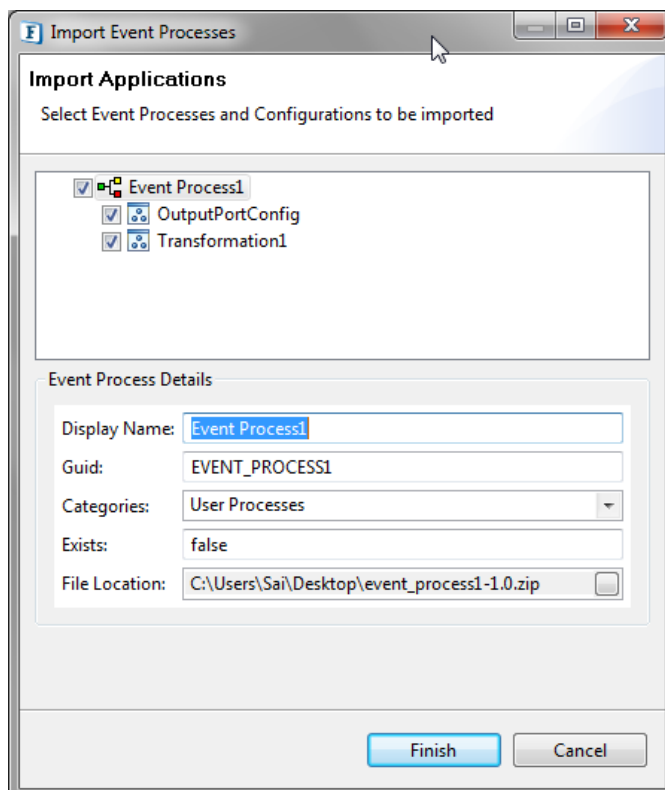 Import Event Processes
Import Applications
Select Event Processes and Configurations to be imported
Event Process1
OutputPortConfig
Transformation1
Event Process Details
Display Name: Event Process1
Guid: EVENT_PROCESS1
Categories: User Processes
Exists: false
File Location: C:\Users\Sai\Desktop\event_process1-1.0.zip
Finish Cancel